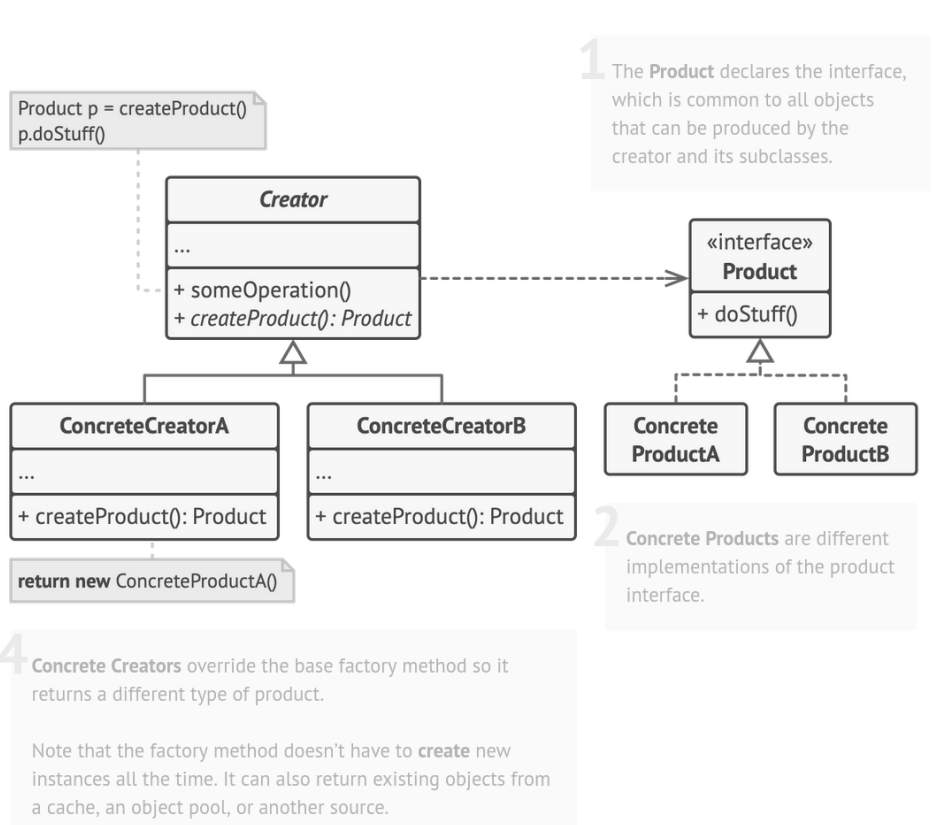 1
The Product declares the interface,
which is common to all objects
that can be produced by the
creator and its subclasses.
Product p = createProduct()
p.doStuff()
Creator
...
+ someOperation()
+ createProduct(): Product
«interface»
Product
+ doStuff()
ConcreteCreatorA
...
+ createProduct(): Product
ConcreteCreatorB
...
+ createProduct(): Product
Concrete
ProductA
Concrete
ProductB
return new ConcreteProductA()
2
Concrete Products are different
implementations of the product
interface.
4
Concrete Creators override the base factory method so it
returns a different type of product.
Note that the factory method doesn't have to create new
instances all the time. It can also return existing objects from
a cache, an object pool, or another source.